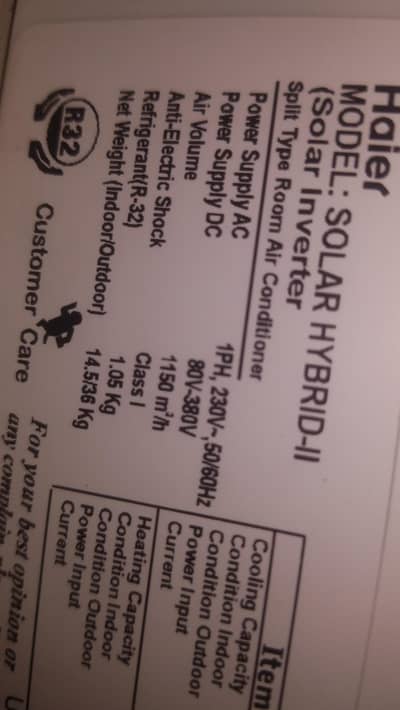 Haier
MODEL: SOLAR HYBRID-II
(Solar Inverter
Split Type Room Air Conditioner
Power Supply AC 1PH, 230V~,50/60Hz
Power Supply DC 80V-380V
Air Volume 1150 m³/h
Anti-Electric Shock Class I
Refrigerant(R-32) 1.05 Kg
Net Weight (Indoor/Outdoor) 14.5/36 Kg
R32
Customer Care
For your best opinion or
any
Item
Cooling Capacity
Condition Indoor
Condition Outdoor
Power Input
Current
Heating Capacity
Condition Indoor
Condition Outdoor
Power Input
Current